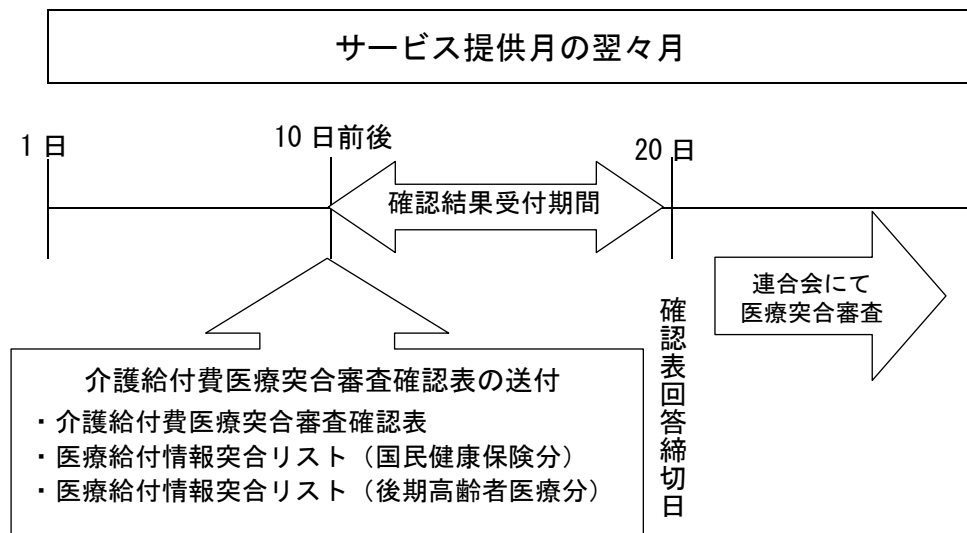 サービス提供月の翌々月
1 日
10 日前後
20 日
確認結果受付期間
連合会にて
医療突合審査
確認表回答締切日
介護給付費医療突合審査確認表の送付
・介護給付費医療突合審査確認表
・医療給付情報突合リスト（国民健康保険分）
・医療給付情報突合リスト（後期高齢者医療分）